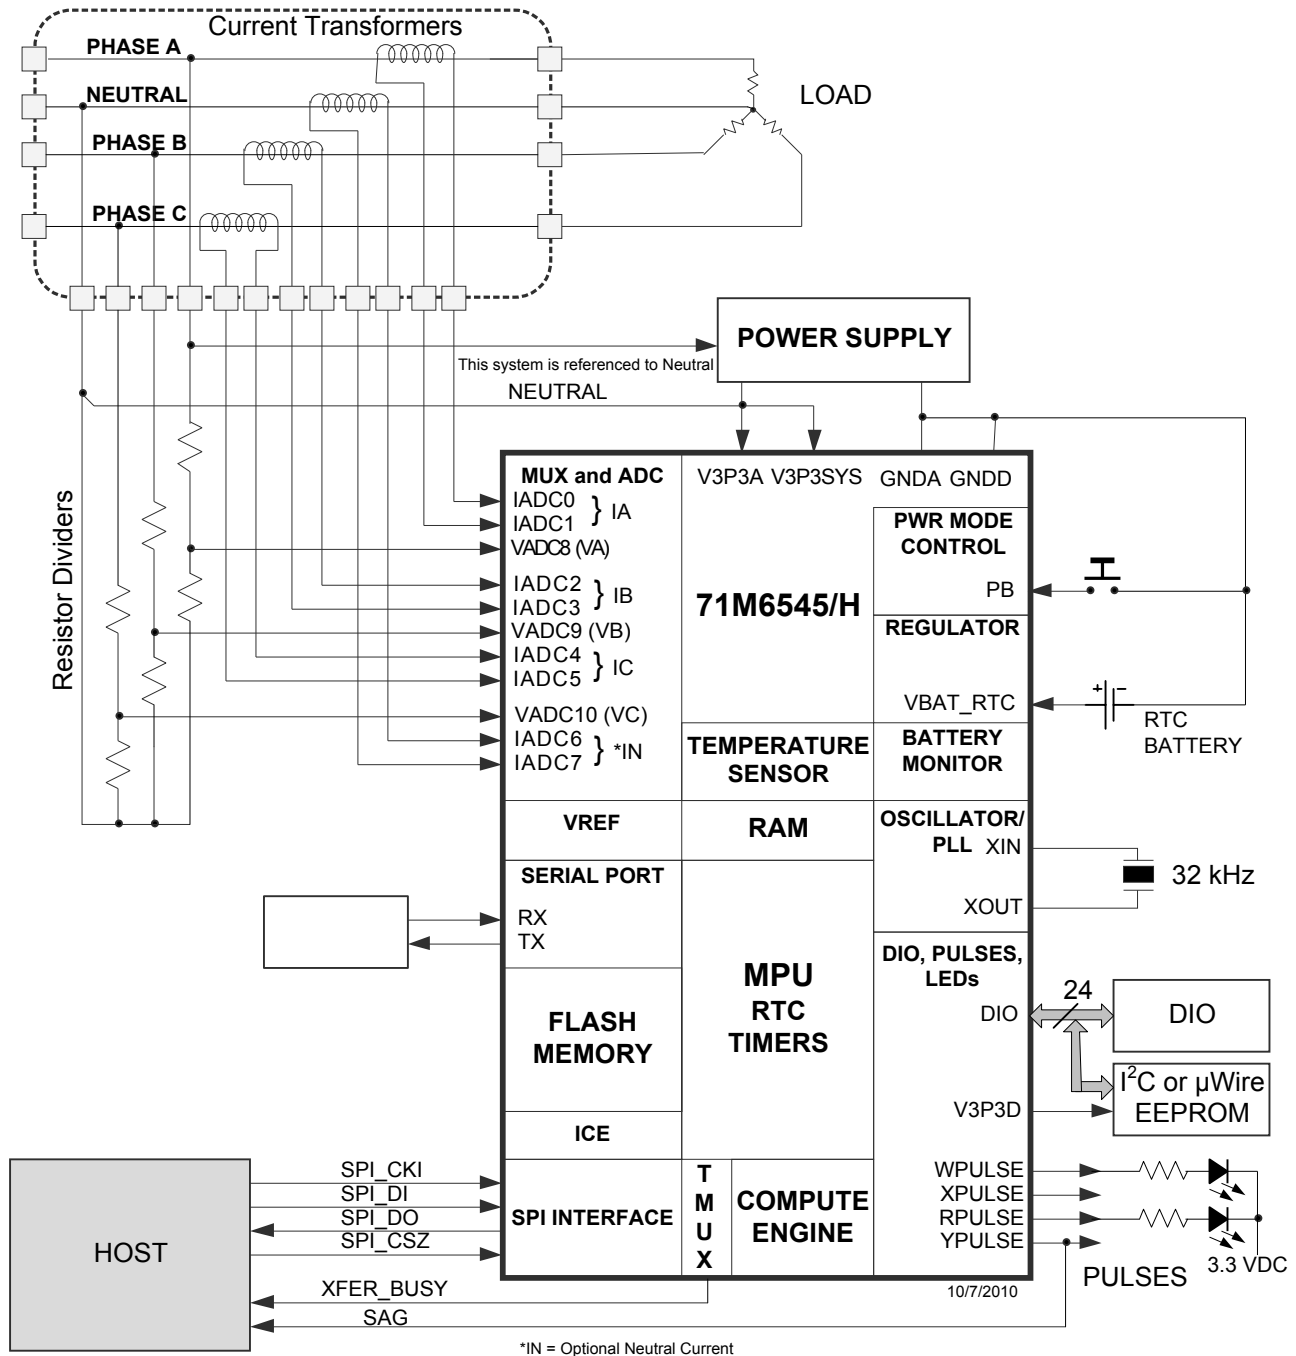 Current Transformers
PHASE A
NEUTRAL
PHASE B
PHASE C
LOAD
POWER SUPPLY
This system is referenced to Neutral
NEUTRAL
Resistor Dividers
MUX and ADC
IADC0
IADC1
} IA
VADC8 (VA)
IADC2
IADC3
} IB
VADC9 (VB)
IADC4
IADC5
} IC
VADC10 (VC)
IADC6
IADC7
} *IN
V3P3A V3P3SYS
GNDA GNDD
71M6545/H
PWR MODE
CONTROL
PB
REGULATOR
VBAT_RTC
+ −
RTC
BATTERY
TEMPERATURE
SENSOR
BATTERY
MONITOR
VREF
RAM
OSCILLATOR/
PLL XIN
XOUT
32 kHz
SERIAL PORT
RX
TX
MPU
RTC
TIMERS
DIO, PULSES,
LEDs
DIO
24
DIO
I²C or µWire
EEPROM
V3P3D
FLASH
MEMORY
ICE
HOST
SPI_CKI
SPI_DI
SPI_DO
SPI_CSZ
SPI INTERFACE
T
M
U
X
COMPUTE
ENGINE
WPULSE
XPULSE
RPULSE
YPULSE
PULSES
3.3 VDC
XFER_BUSY
SAG
10/7/2010
*IN = Optional Neutral Current